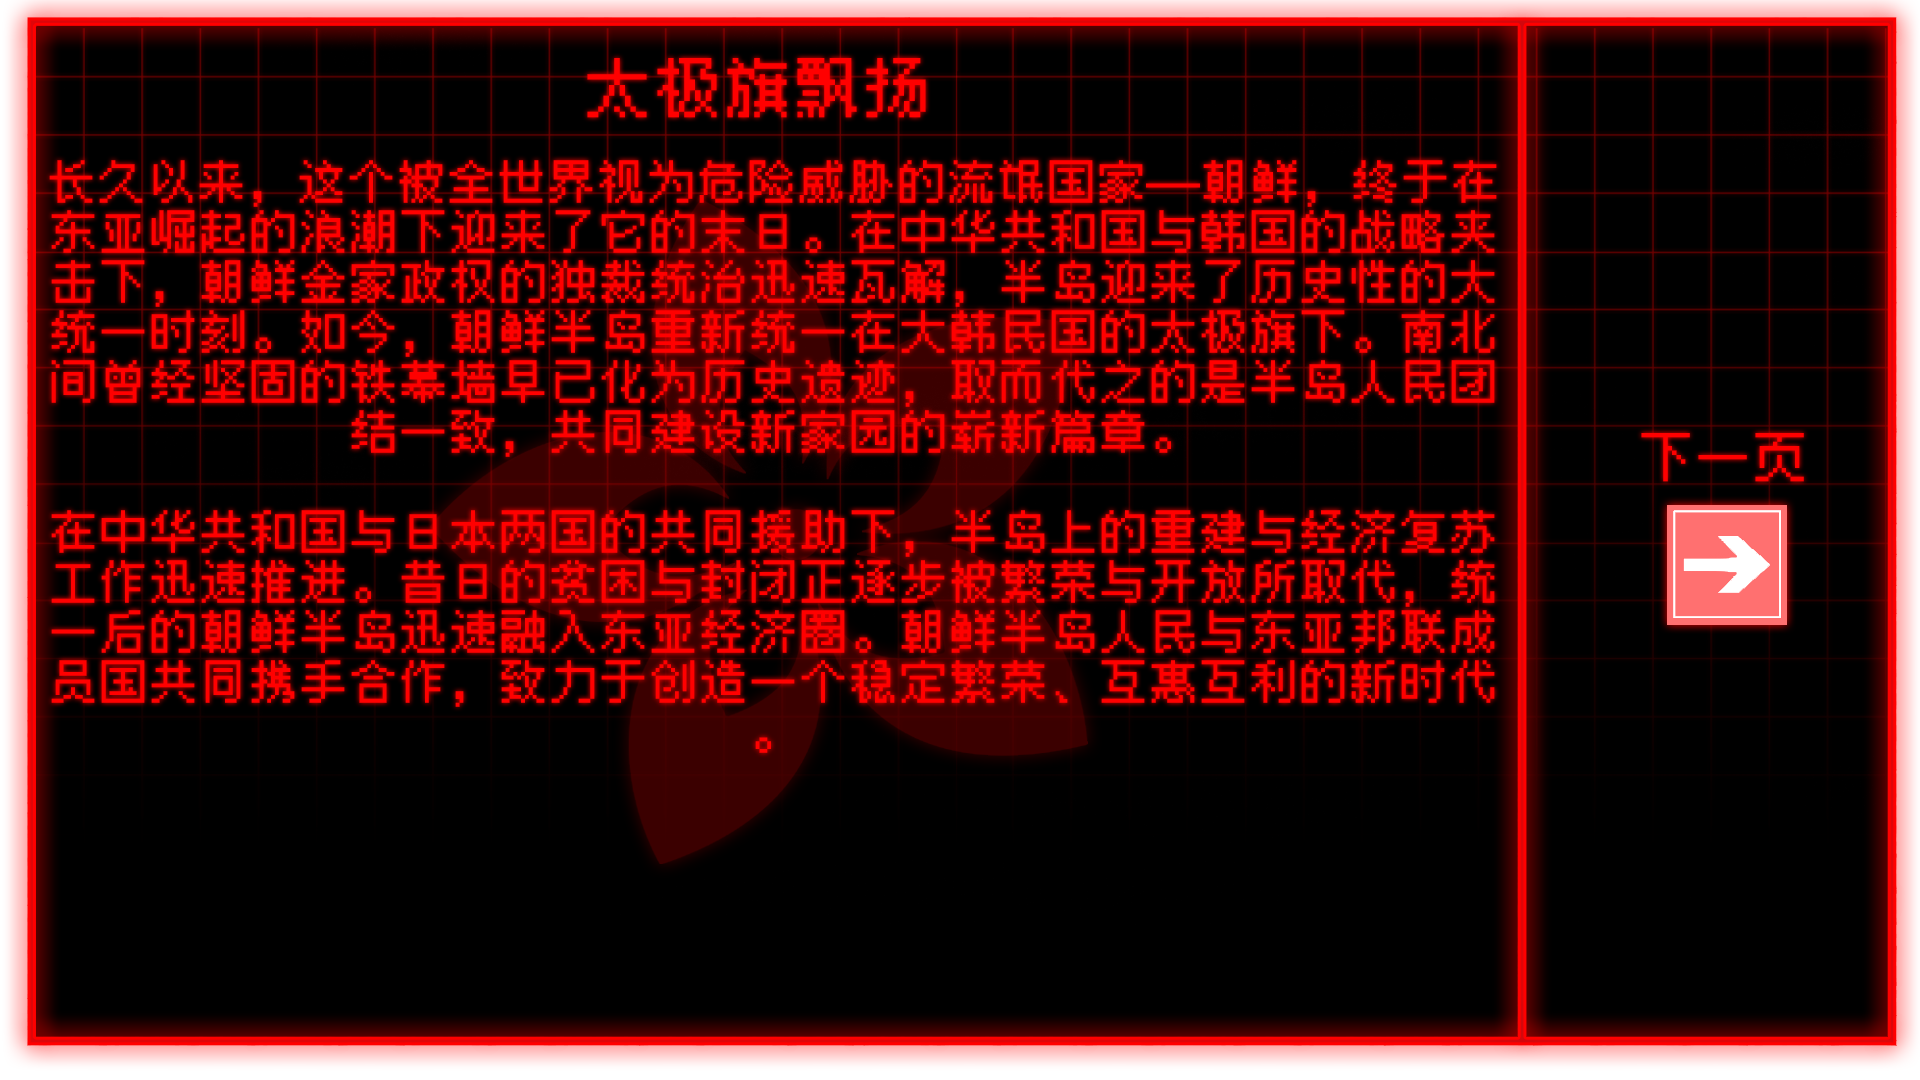 太极旗飘扬
长久以来，这个被全世界视为危险威胁的流氓国家—朝鲜，终于在
东亚崛起的浪潮下迎来了它的末日。在中华共和国与韩国的战略夹
击下，朝鲜金家政权的独裁统治迅速瓦解，半岛迎来了历史性的大
统一时刻。如今，朝鲜半岛重新统一在大韩民国的太极旗下。南北
间曾经坚固的铁幕墙早已化为历史遗迹，取而代之的是半岛人民团
结一致，共同建设新家园的崭新篇章。
在中华共和国与日本两国的共同援助下，半岛上的重建与经济复苏
工作迅速推进。昔日的贫困与封闭正逐步被繁荣与开放所取代，统
一后的朝鲜半岛迅速融入东亚经济圈。朝鲜半岛人民与东亚邦联成
员国共同携手合作，致力于创造一个稳定繁荣、互惠互利的新时代
。
下一页